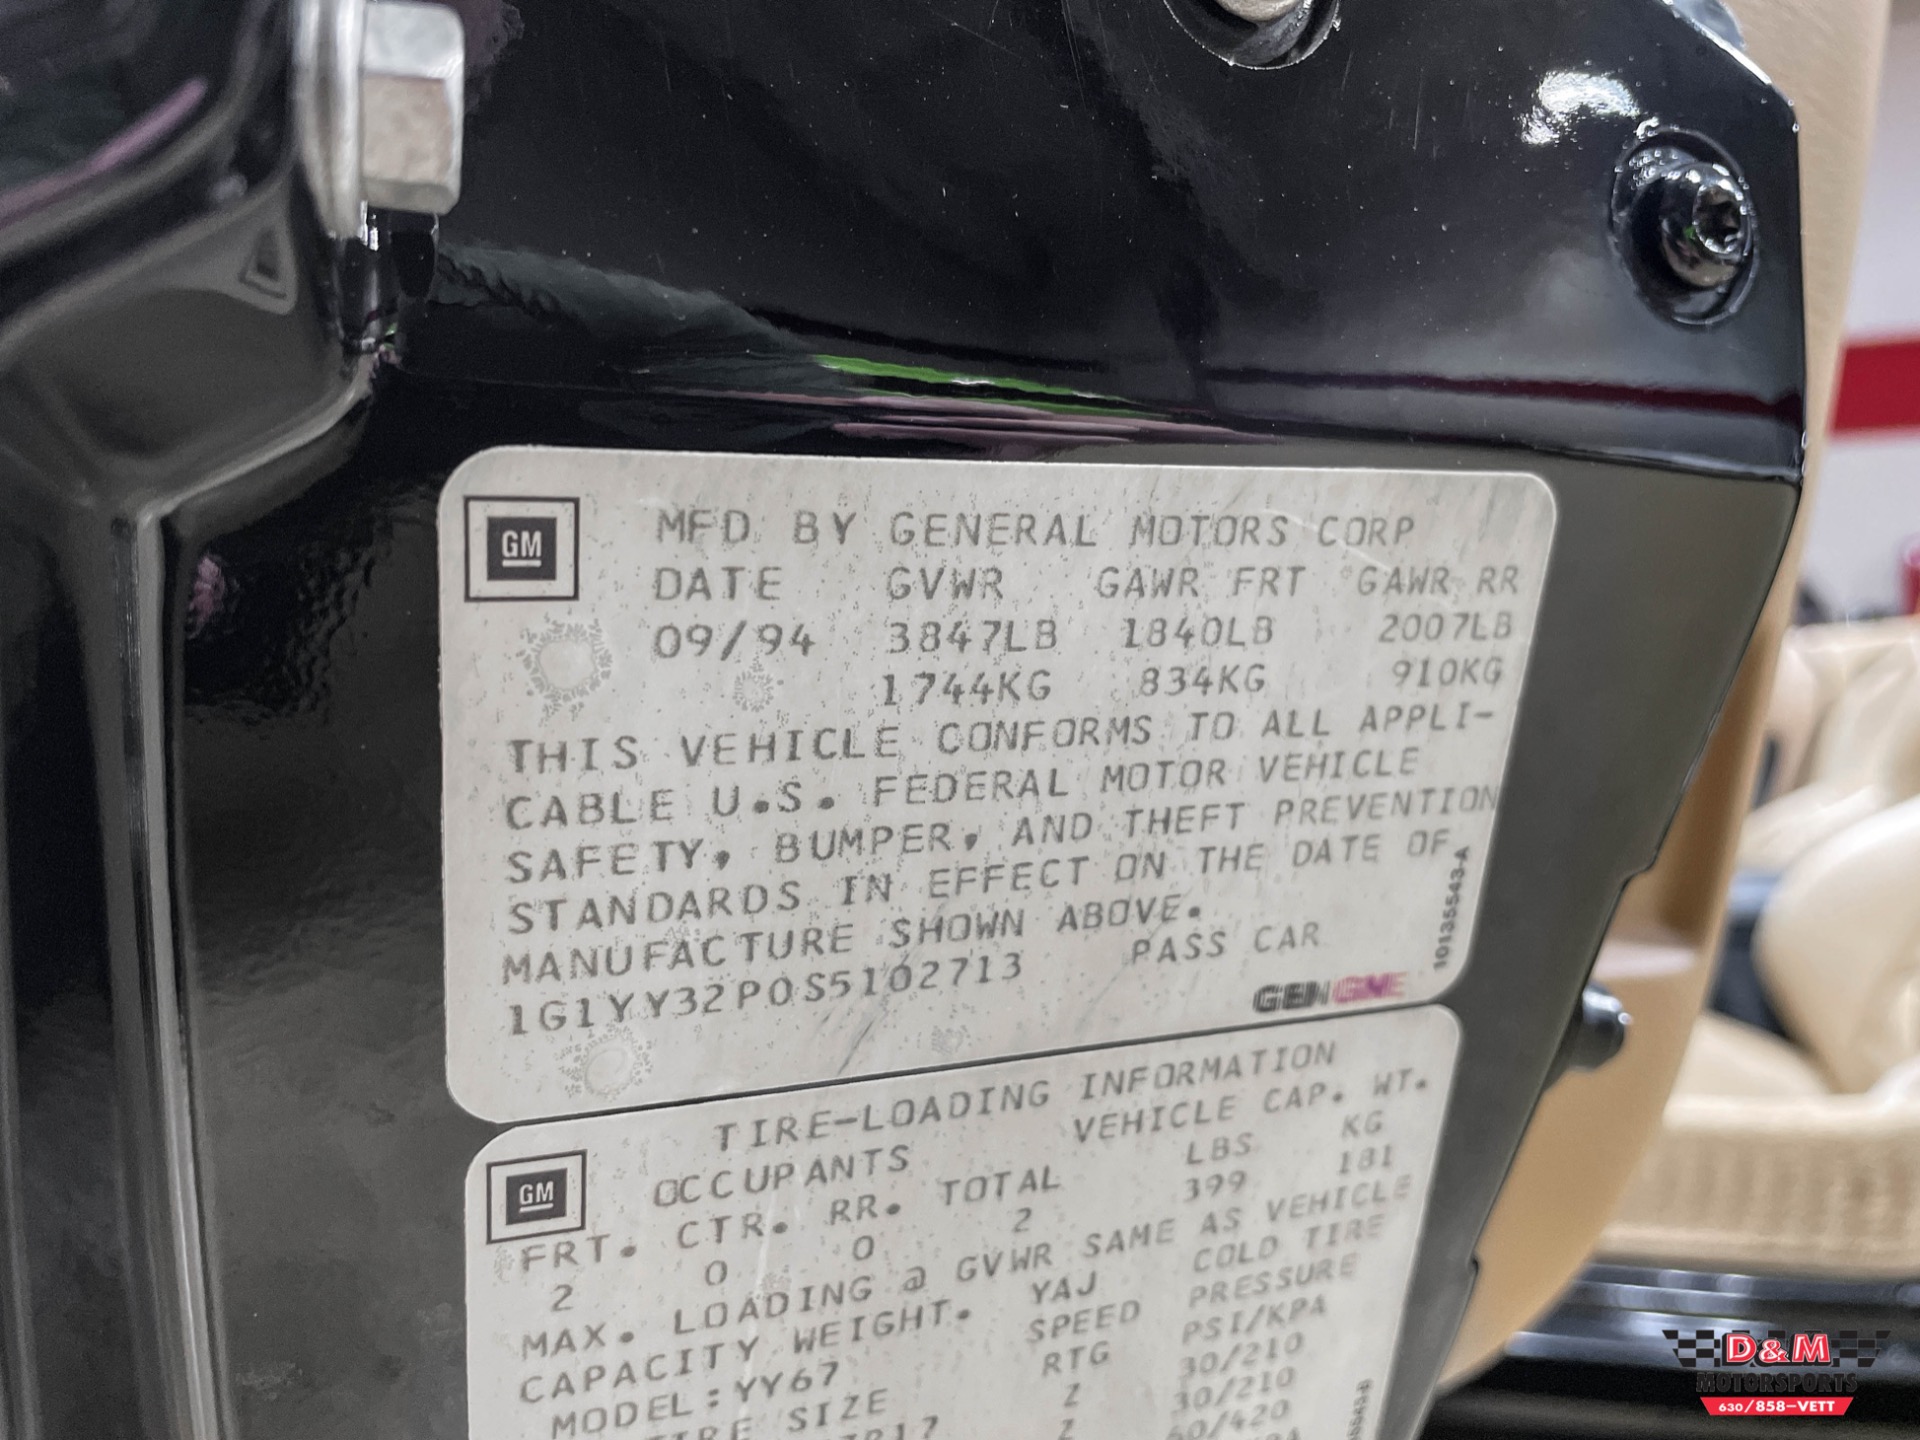 GM
MFD BY GENERAL MOTORS CORP
DATE GVWR GAWR FRT GAWR RR
09/94 3847LB 1840LB 2007LB
1744KG 834KG 910KG
THIS VEHICLE CONFORMS TO ALL APPLI-
CABLE U.S. FEDERAL MOTOR VEHICLE
SAFETY, BUMPER, AND THEFT PREVENTION
STANDARDS IN EFFECT ON THE DATE OF
MANUFACTURE SHOWN ABOVE.
1G1YY32P0S5102713 PASS CAR
10135543-A
GEN GME
GM
TIRE-LOADING INFORMATION
OCCUPANTS VEHICLE CAP. WT.
FRT. CTR. RR. TOTAL LBS KG
2 0 0 2 399 181
MAX. LOADING @ GVWR SAME AS VEHICLE
CAPACITY WEIGHT. YAJ COLD TIRE
MODEL:YY67 SPEED PRESSURE
TIRE SIZE RTG PSI/KPA
R17 Z 30/210
Z 30/210
60/420
D&M
MOTORSPORTS
630/858-VETT